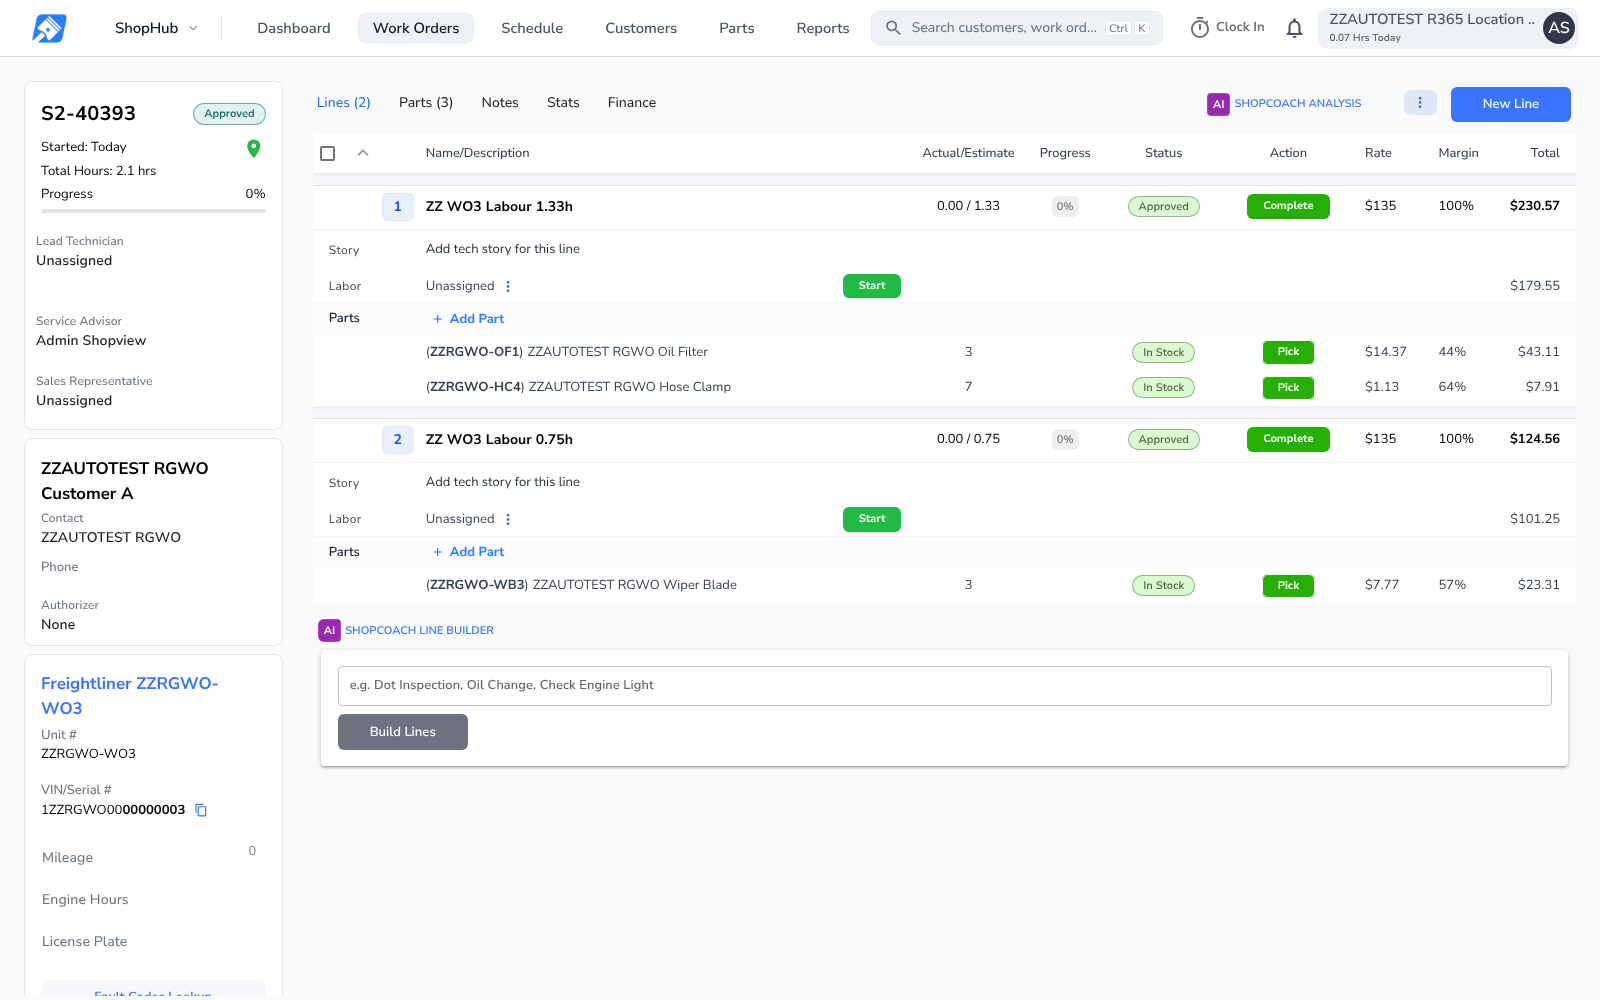 ShopHub
Dashboard
Work Orders
Schedule
Customers
Parts
Reports
Search customers, work ord... Ctrl K
Clock In
ZZAUTOTEST R365 Location ..
0.07 Hrs Today
AS
S2-40393
Approved
Started: Today
Total Hours: 2.1 hrs
Progress 0%
Lead Technician
Unassigned
Service Advisor
Admin Shopview
Sales Representative
Unassigned
ZZAUTOTEST RGWO
Customer A
Contact
ZZAUTOTEST RGWO
Phone
Authorizer
None
Freightliner ZZRGWO-
WO3
Unit #
ZZRGWO-WO3
VIN/Serial #
1ZZRGWO0000000003
Mileage 0
Engine Hours
License Plate
Fault Codes Lookup
Lines (2) Parts (3) Notes Stats Finance
AI SHOPCOACH ANALYSIS
New Line
Name/Description Actual/Estimate Progress Status Action Rate Margin Total
1 ZZ WO3 Labour 1.33h 0.00 / 1.33 0% Approved Complete $135 100% $230.57
Story Add tech story for this line
Labor Unassigned Start $179.55
Parts + Add Part
(ZZRGWO-OF1) ZZAUTOTEST RGWO Oil Filter 3 In Stock Pick $14.37 44% $43.11
(ZZRGWO-HC4) ZZAUTOTEST RGWO Hose Clamp 7 In Stock Pick $1.13 64% $7.91
2 ZZ WO3 Labour 0.75h 0.00 / 0.75 0% Approved Complete $135 100% $124.56
Story Add tech story for this line
Labor Unassigned Start $101.25
Parts + Add Part
(ZZRGWO-WB3) ZZAUTOTEST RGWO Wiper Blade 3 In Stock Pick $7.77 57% $23.31
AI SHOPCOACH LINE BUILDER
e.g. Dot Inspection, Oil Change, Check Engine Light
Build Lines